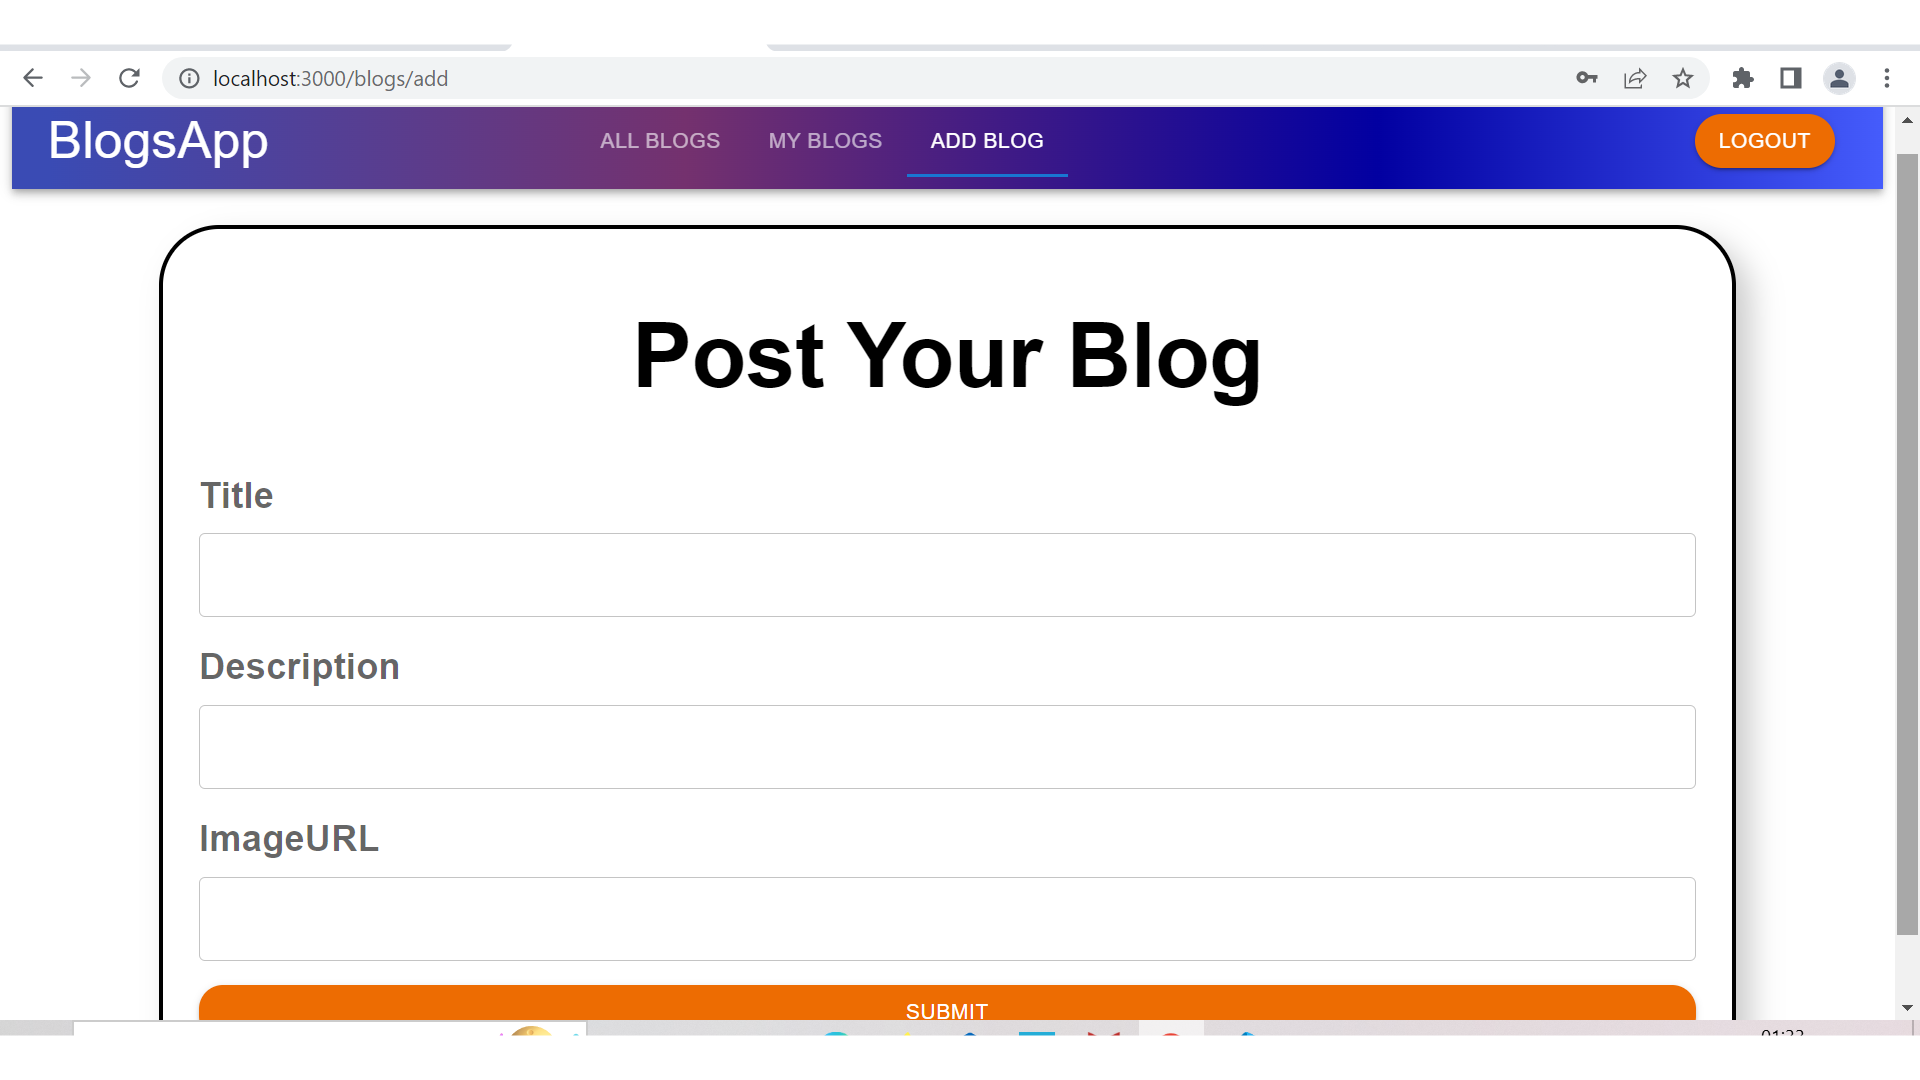 localhost:3000/blogs/add
BlogsApp
ALL BLOGS
MY BLOGS
ADD BLOG
LOGOUT
Post Your Blog
Title
Description
ImageURL
SUBMIT